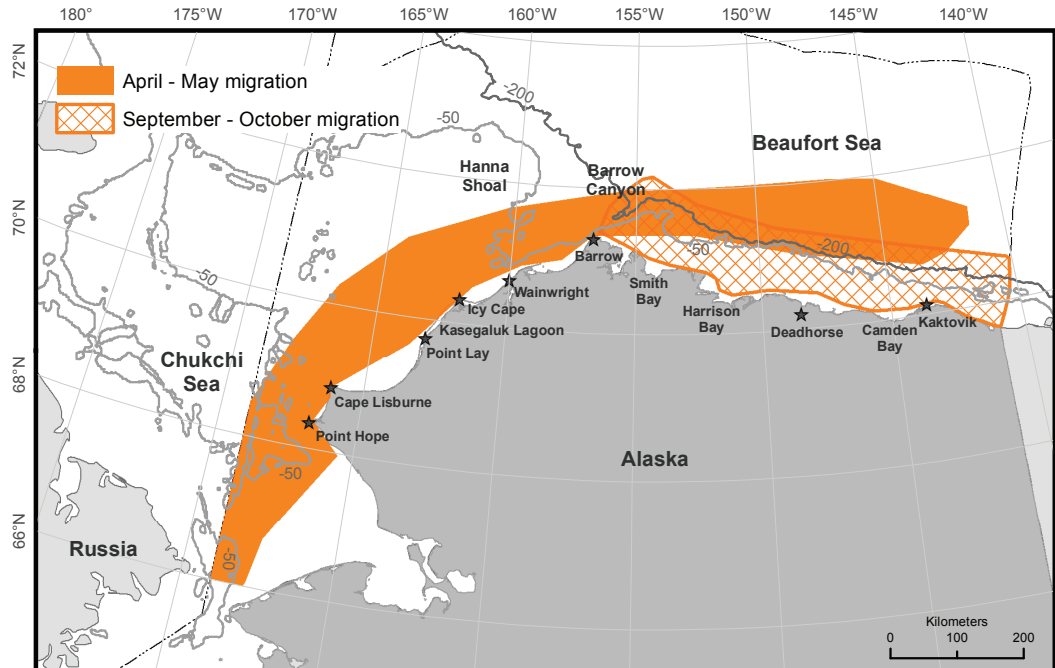 180°
175°W
170°W
165°W
160°W
155°W
150°W
145°W
140°W
72°N
70°N
68°N
66°N
April - May migration
September - October migration
-200
-50
Beaufort Sea
Hanna
Shoal
Barrow
Canyon
-50
-200
-50
Barrow
Smith
Bay
Wainwright
Harrison
Bay
Icy Cape
Deadhorse
Camden
Bay
Kaktovik
Kasegaluk Lagoon
Point Lay
Chukchi
Sea
Cape Lisburne
Point Hope
-50
Alaska
Russia
-50
Kilometers
0 100 200